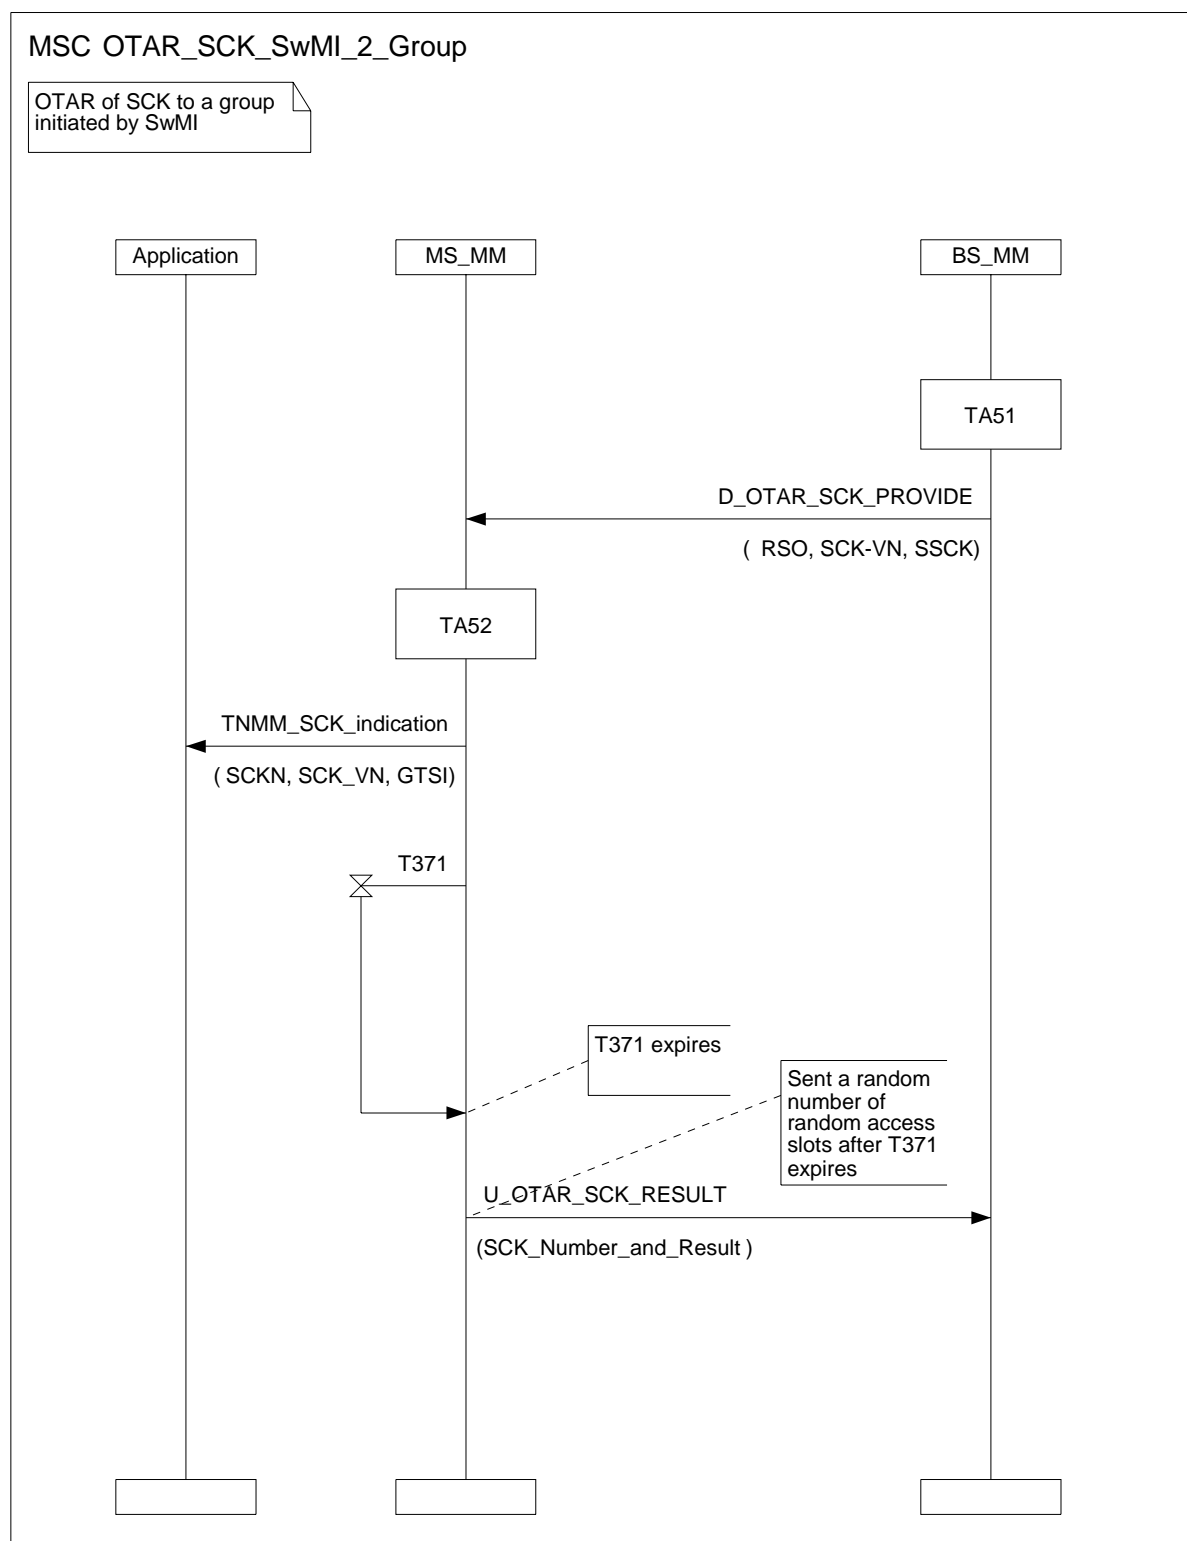 MSC OTAR_SCK_SwMI_2_Group
OTAR of SCK to a group
initiated by SwMI
Application
MS_MM
BS_MM
TA51
D_OTAR_SCK_PROVIDE
( RSO, SCK-VN, SSCK)
TA52
TNMM_SCK_indication
( SCKN, SCK_VN, GTSI)
T371
T371 expires
Sent a random
number of
random access
slots after T371
expires
U_OTAR_SCK_RESULT
(SCK_Number_and_Result )